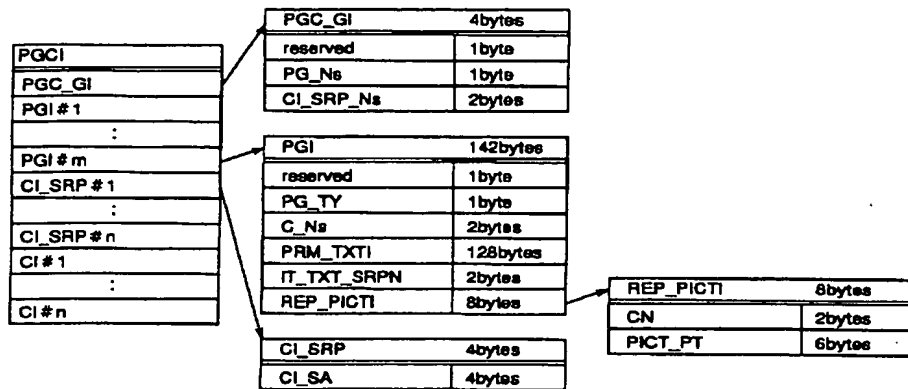 PGCI
PGC_GI
PGI#1
:
PGI#m
CI_SRP#1
:
CI_SRP#n
CI#1
:
CI#n
PGC_GI 4bytes
reserved 1byte
PG_Ns 1byte
CI_SRP_Ns 2bytes
PGI 142bytes
reserved 1byte
PG_TY 1byte
C_Ns 2bytes
PRM_TXTI 128bytes
IT_TXT_SRPN 2bytes
REP_PICTI 8bytes
CI_SRP 4bytes
CI_SA 4bytes
REP_PICTI 8bytes
CN 2bytes
PICT_PT 6bytes